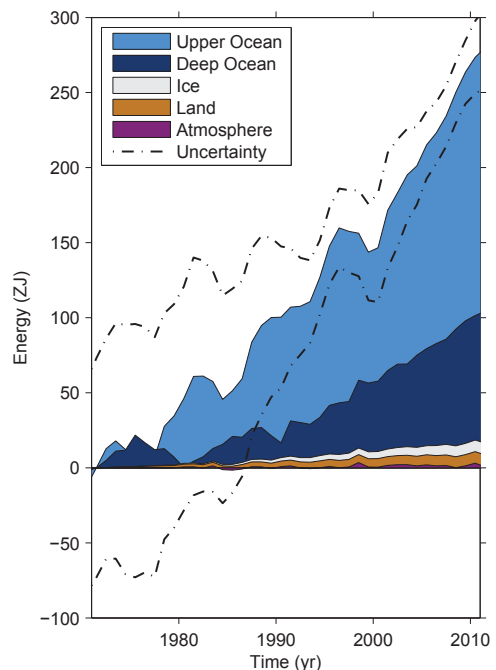 300
250
200
150
100
50
0
−50
−100
Energy (ZJ)
Upper Ocean
Deep Ocean
Ice
Land
Atmosphere
Uncertainty
1980 1990 2000 2010
Time (yr)